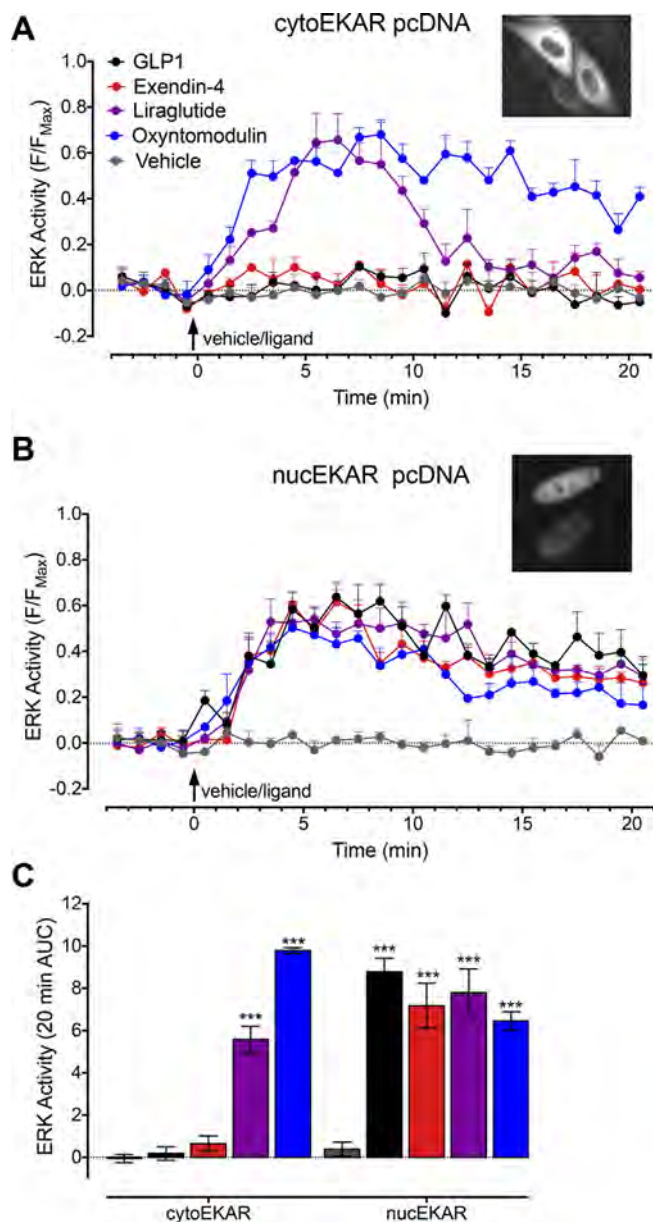 A
cytoEKAR pcDNA
GLP1
Exendin-4
Liraglutide
Oxyntomodulin
Vehicle
ERK Activity (F/FMax)
1.0
0.8
0.6
0.4
0.2
0.0
-0.2
vehicle/ligand
0 5 10 15 20
Time (min)
B
nucEKAR pcDNA
ERK Activity (F/FMax)
1.0
0.8
0.6
0.4
0.2
0.0
-0.2
vehicle/ligand
0 5 10 15 20
Time (min)
C
ERK Activity (20 min AUC)
12
10
8
6
4
2
0
*** *** *** *** *** ***
cytoEKAR nucEKAR